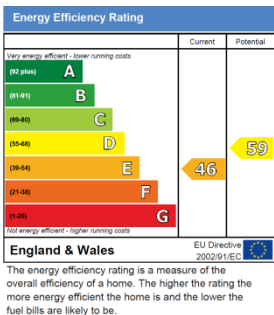 Energy Efficiency Rating
Current Potential
Very energy efficient - lower running costs
(92 plus) A
(81-91) B
(69-80) C
(55-68) D
(39-54) E
(21-38) F
(1-20) G
46
59
Not energy efficient - higher running costs
England & Wales
EU Directive
2002/91/EC
The energy efficiency rating is a measure of the
overall efficiency of a home. The higher the rating the
more energy efficient the home is and the lower the
fuel bills are likely to be.